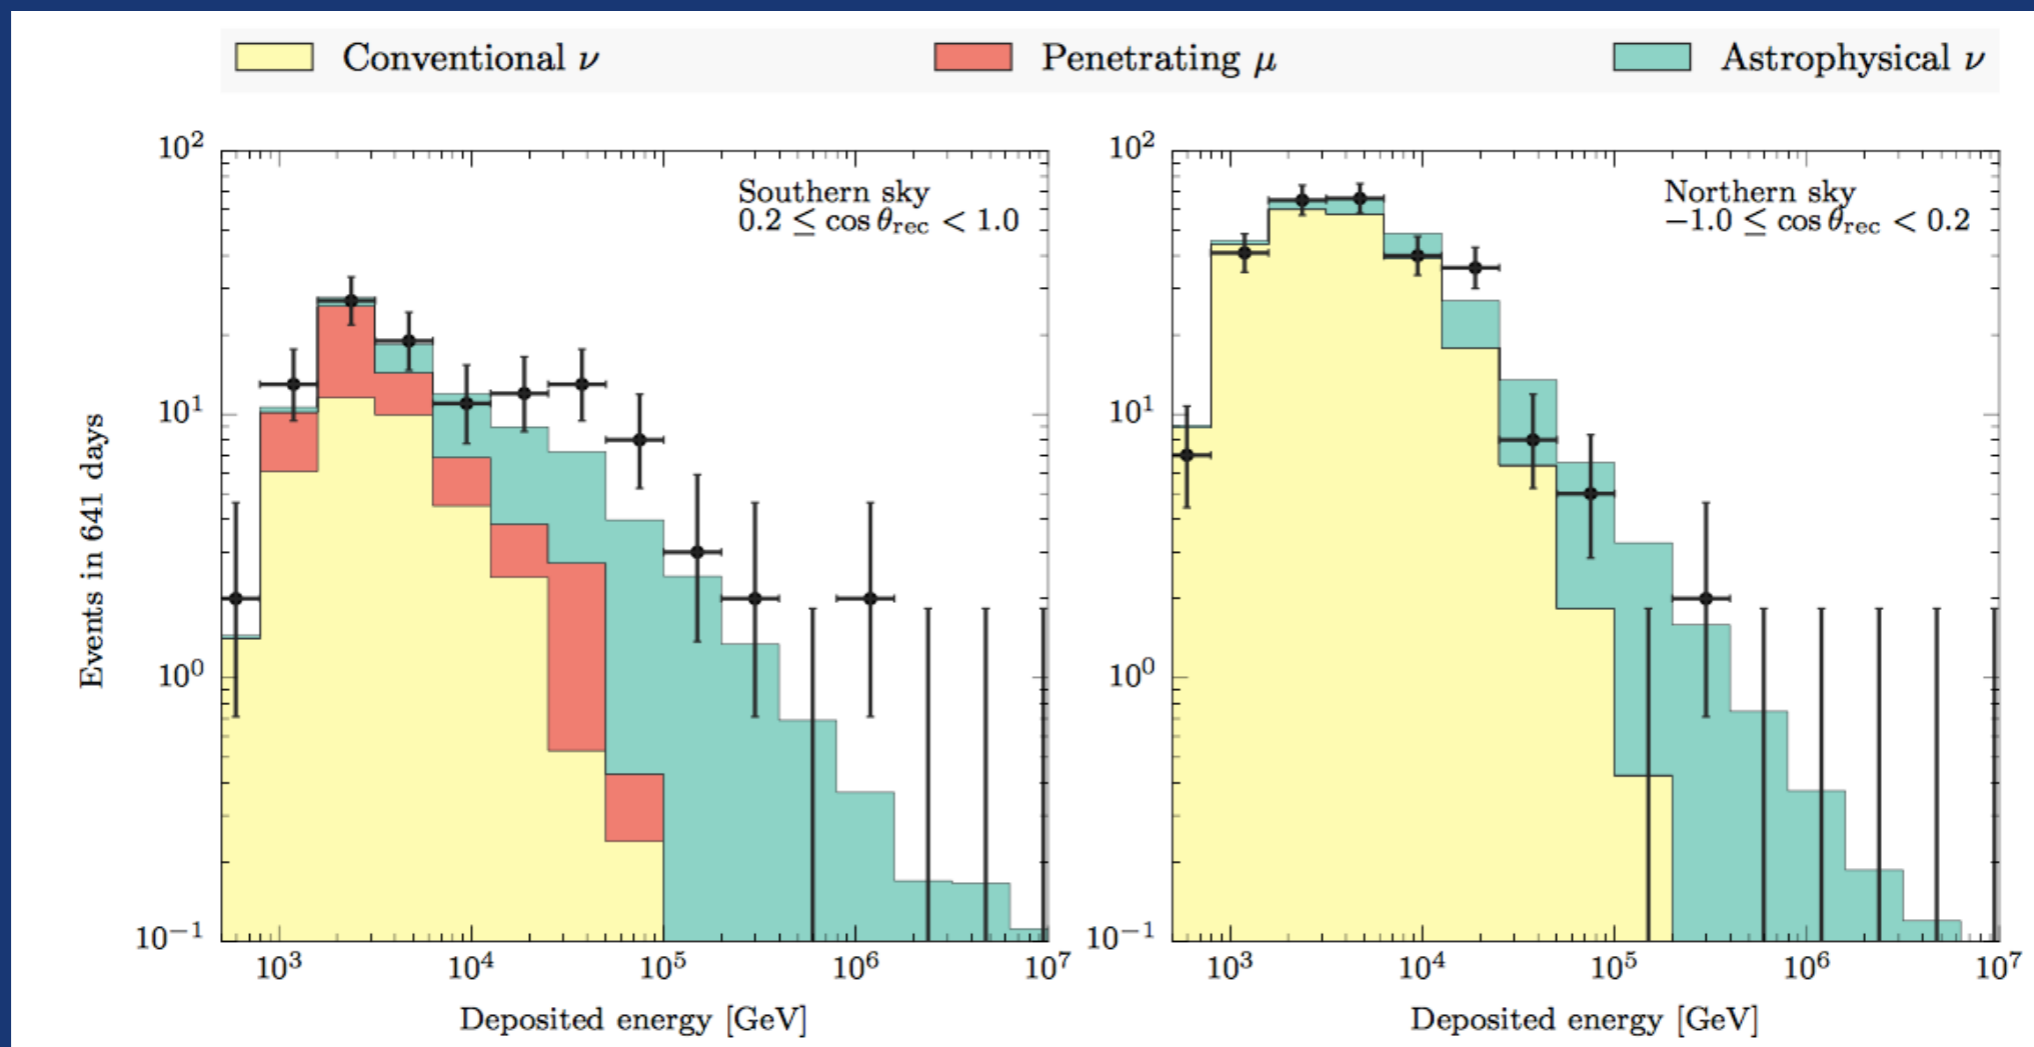 Conventional ν
Penetrating μ
Astrophysical ν
Events in 641 days
10²
10¹
10⁰
10⁻¹
Southern sky
0.2 ≤ cos θrec < 1.0
10³ 10⁴ 10⁵ 10⁶ 10⁷
Deposited energy [GeV]
10²
10¹
10⁰
10⁻¹
Northern sky
−1.0 ≤ cos θrec < 0.2
10³ 10⁴ 10⁵ 10⁶ 10⁷
Deposited energy [GeV]